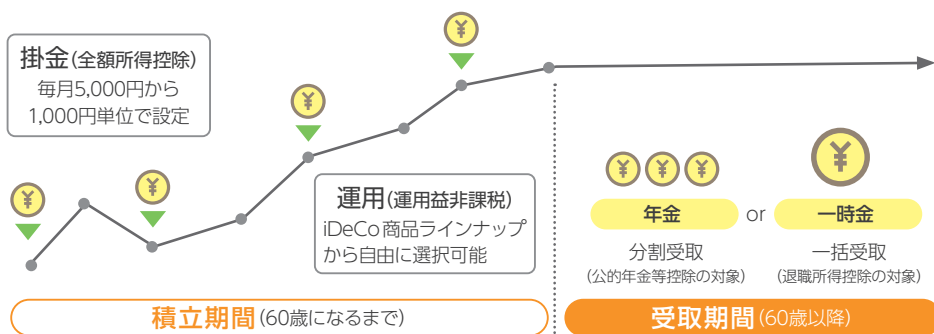 掛金(全額所得控除)
毎月5,000円から
1,000円単位で設定
¥
¥
¥
¥
運用(運用益非課税)
iDeCo商品ラインナップ
から自由に選択可能
¥ ¥ ¥
¥
年金 or 一時金
分割受取
(公的年金等控除の対象)
一括受取
(退職所得控除の対象)
積立期間(60歳になるまで)
受取期間(60歳以降)